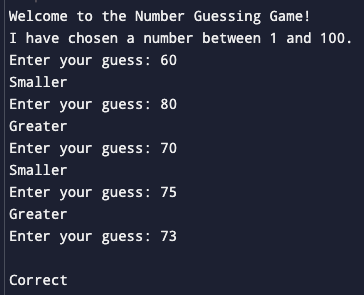 Welcome to the Number Guessing Game!
I have chosen a number between 1 and 100.
Enter your guess: 60
Smaller
Enter your guess: 80
Greater
Enter your guess: 70
Smaller
Enter your guess: 75
Greater
Enter your guess: 73
Correct